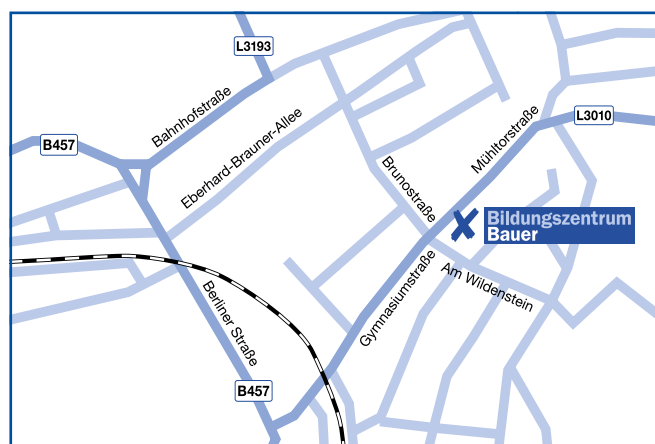 L3193
Bahnhofstraße
B457
Eberhard-Brauner-Allee
Mühltorstraße
L3010
Brunostraße
Bildungszentrum
Bauer
Am Wildenstein
Gymnasiumstraße
Berliner Straße
B457